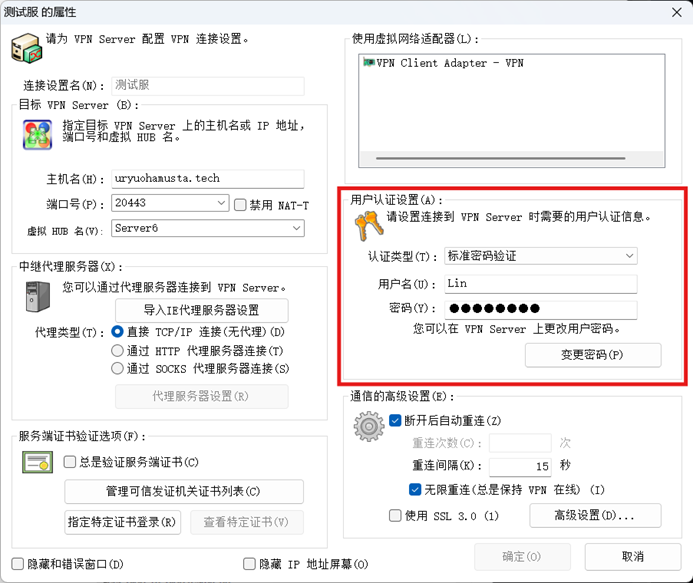 测试服 的属性
请为 VPN Server 配置 VPN 连接设置。
连接设置名(N): 测试服
目标 VPN Server (B):
指定目标 VPN Server 上的主机名或 IP 地址,
端口号和虚拟 HUB 名。
主机名(H): uryuohamusta.tech
端口号(P): 20443 禁用 NAT-T
虚拟 HUB 名(V): Server6
中继代理服务器(X):
您可以通过代理服务器连接到 VPN Server。
导入IE代理服务器设置
代理类型(T): 直接 TCP/IP 连接(无代理)(D)
通过 HTTP 代理服务器连接(T)
通过 SOCKS 代理服务器连接(S)
代理服务器设置(R)
服务端证书验证选项(F):
总是验证服务端证书(C)
管理可信发证机关证书列表(C)
指定特定证书登录(R) 查看特定证书(V)
隐藏和错误窗口(D)
使用虚拟网络适配器(L):
VPN Client Adapter - VPN
用户认证设置(A):
请设置连接到 VPN Server 时需要的用户认证信息。
认证类型(T): 标准密码验证
用户名(U): Lin
密码(Y): ●●●●●●●●
您可以在 VPN Server 上更改用户密码。
变更密码(P)
通信的高级设置(E):
断开后自动重连(Z)
重连次数(C): 次
重连间隔(K): 15 秒
无限重连(总是保持 VPN 在线) (I)
使用 SSL 3.0 (1) 高级设置(D)...
隐藏 IP 地址屏幕(O) 确定(O) 取消